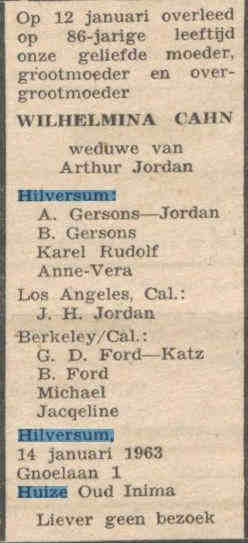 Op 12 januari overleed
op 86-jarige leeftijd
onze geliefde moeder,
grootmoeder en over-
grootmoeder
WILHELMINA CAHN
weduwe van
Arthur Jordan
Hilversum:
A. Gersons—Jordan
B. Gersons
Karel Rudolf
Anne-Vera
Los Angeles, Cal.:
J. H. Jordan
Berkeley/Cal.:
G. D. Ford—Katz
B. Ford
Michael
Jacqeline
Hilversum,
14 januari 1963
Gnoelaan 1
Huize Oud Inima
Liever geen bezoek